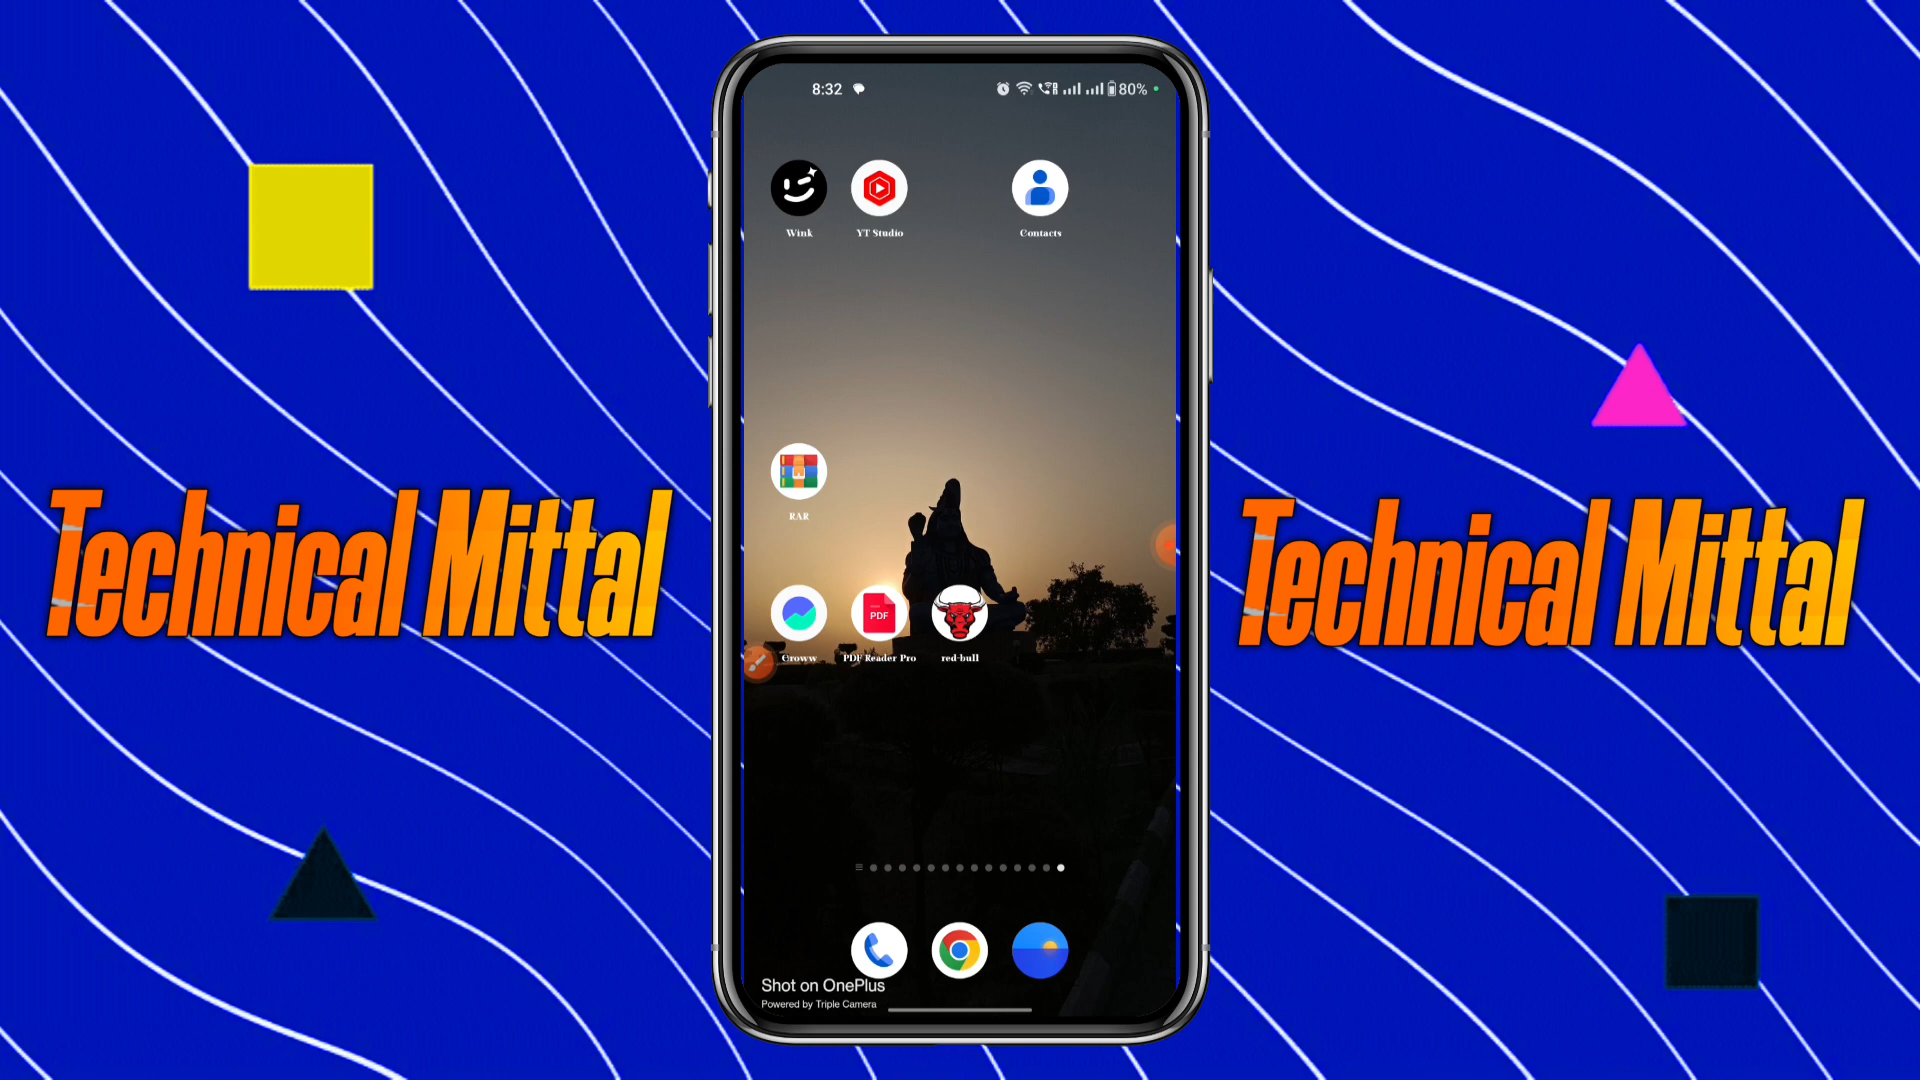 8:32
80%
Wink
YT Studio
Contacts
RAR
Technical Mittal
Technical Mittal
PDF
Groww
PDF Reader Pro
red-bull
Shot on OnePlus
Powered by Triple Camera